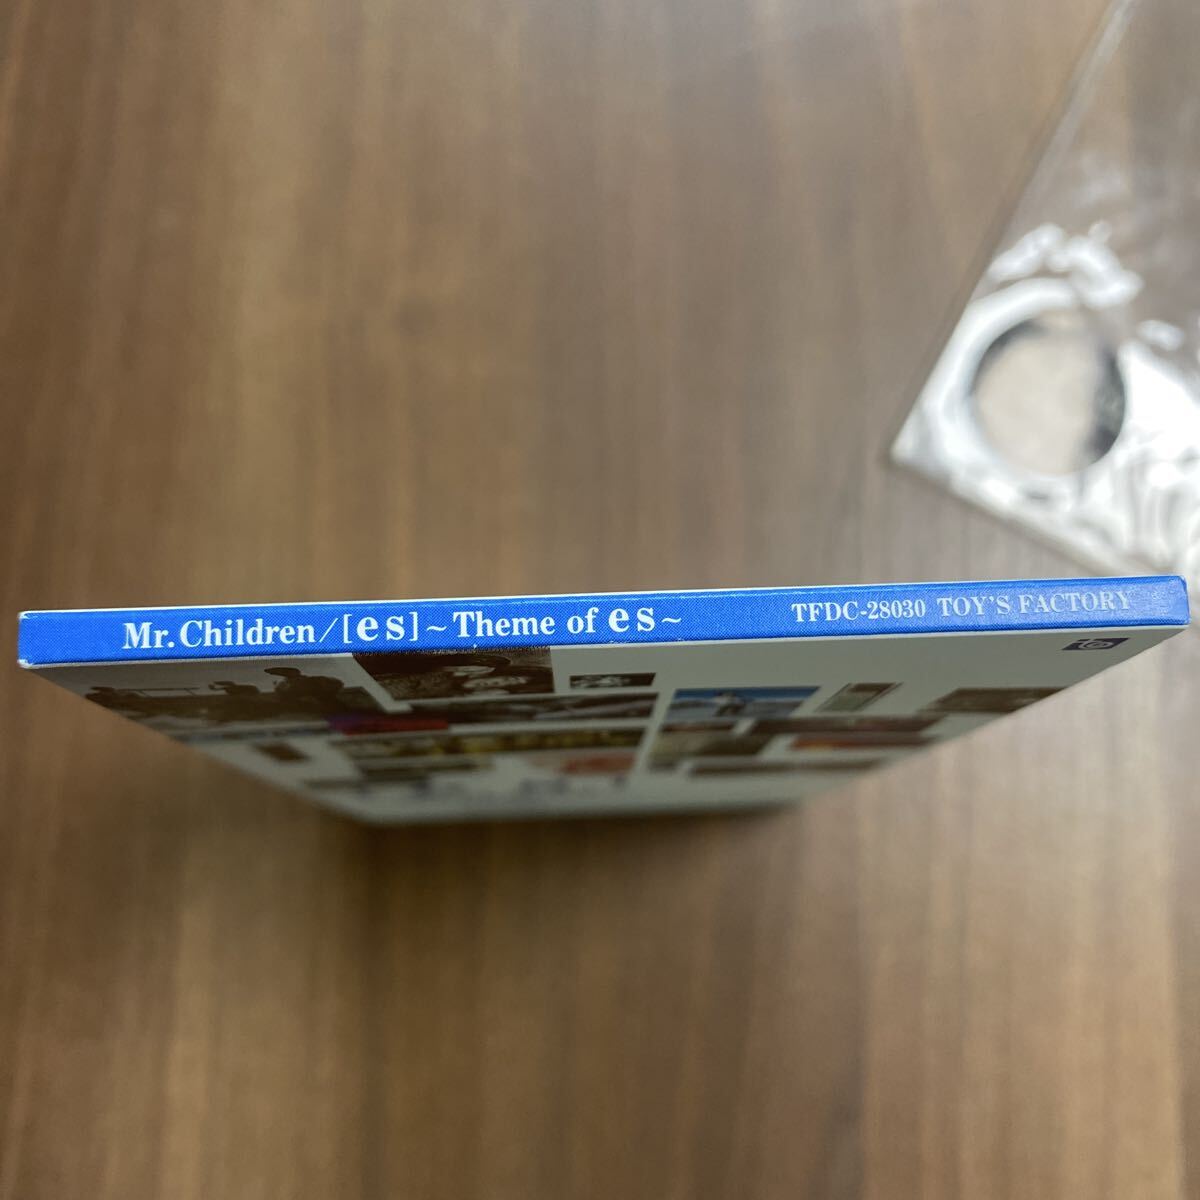 Mr.Children/[es]~Theme of es~ TFDC-28030 TOY'S FACTORY